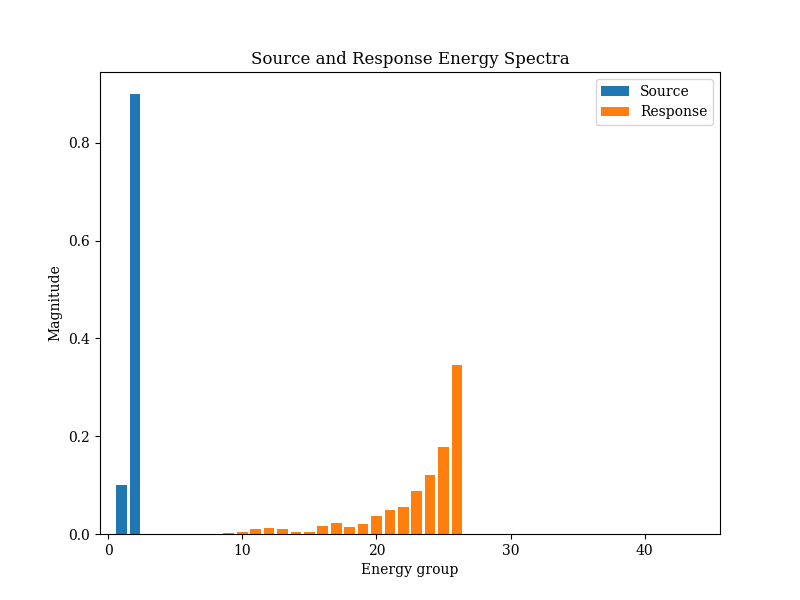 Source and Response Energy Spectra
Source
Response
Magnitude
0.8
0.6
0.4
0.2
0.0
0 10 20 30 40
Energy group